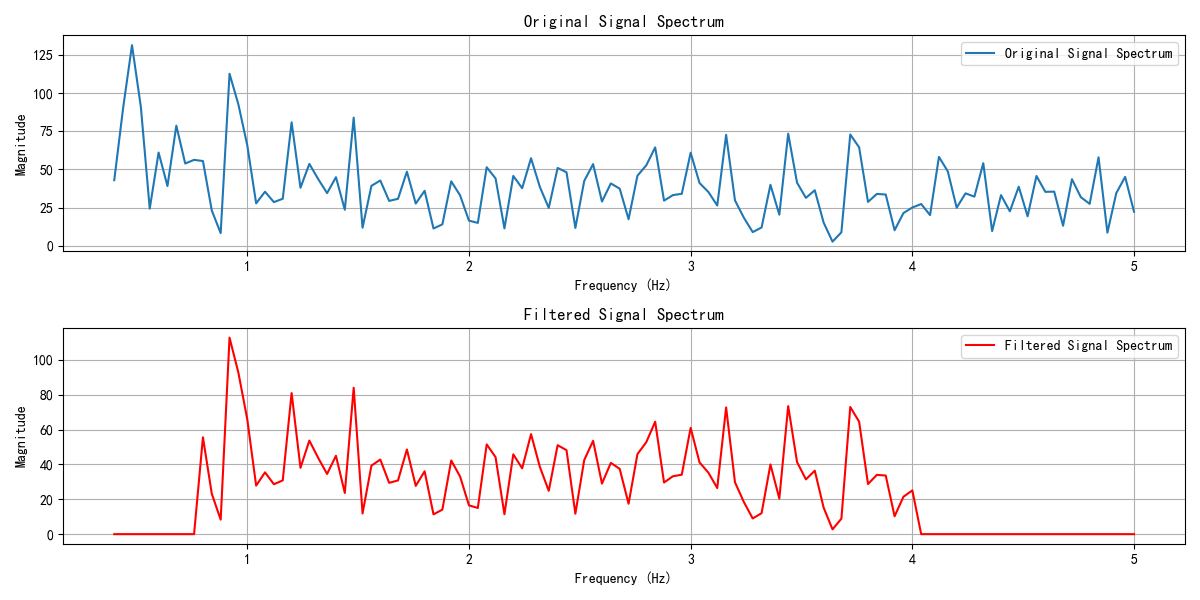 Original Signal Spectrum
Original Signal Spectrum
Magnitude
125
100
75
50
25
0
1 2 3 4 5
Frequency (Hz)
Filtered Signal Spectrum
Filtered Signal Spectrum
Magnitude
100
80
60
40
20
0
1 2 3 4 5
Frequency (Hz)